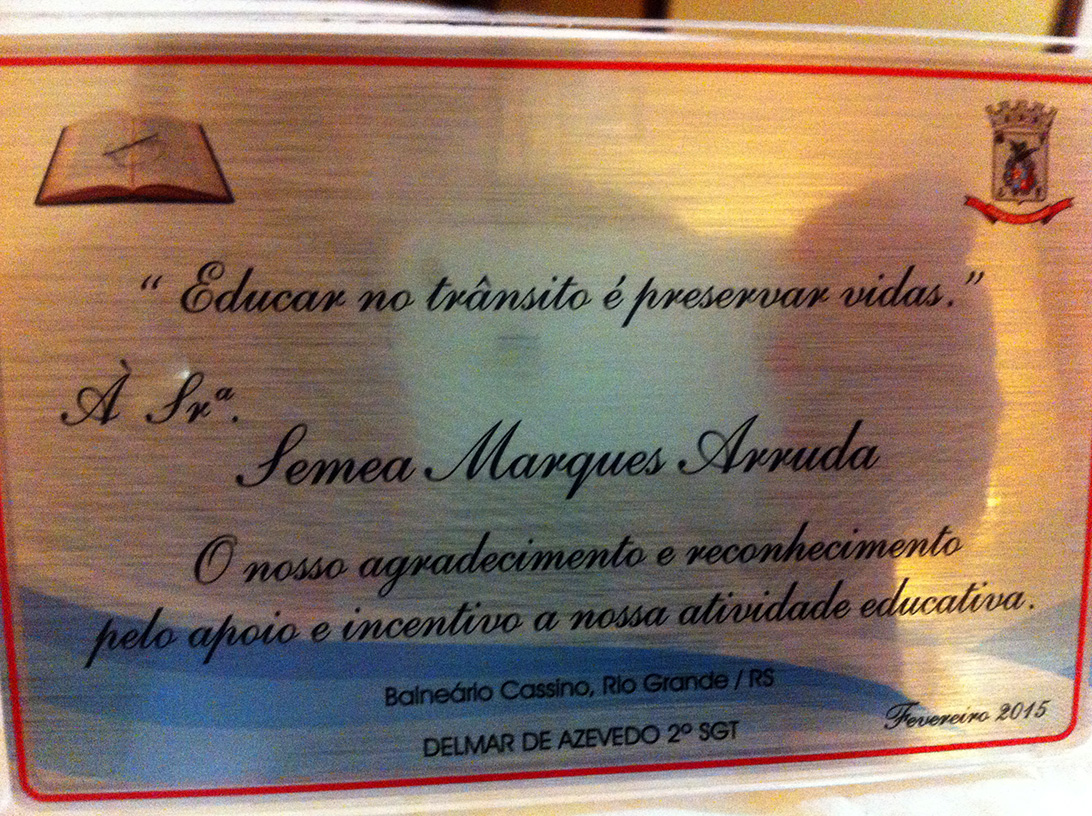 “ Educar no trânsito é preservar vidas.”
À Srª.
Semea Marques Arruda
O nosso agradecimento e reconhecimento
pelo apoio e incentivo a nossa atividade educativa.
Balneário Cassino, Rio Grande / RS
Fevereiro 2015
DELMAR DE AZEVEDO 2º SGT